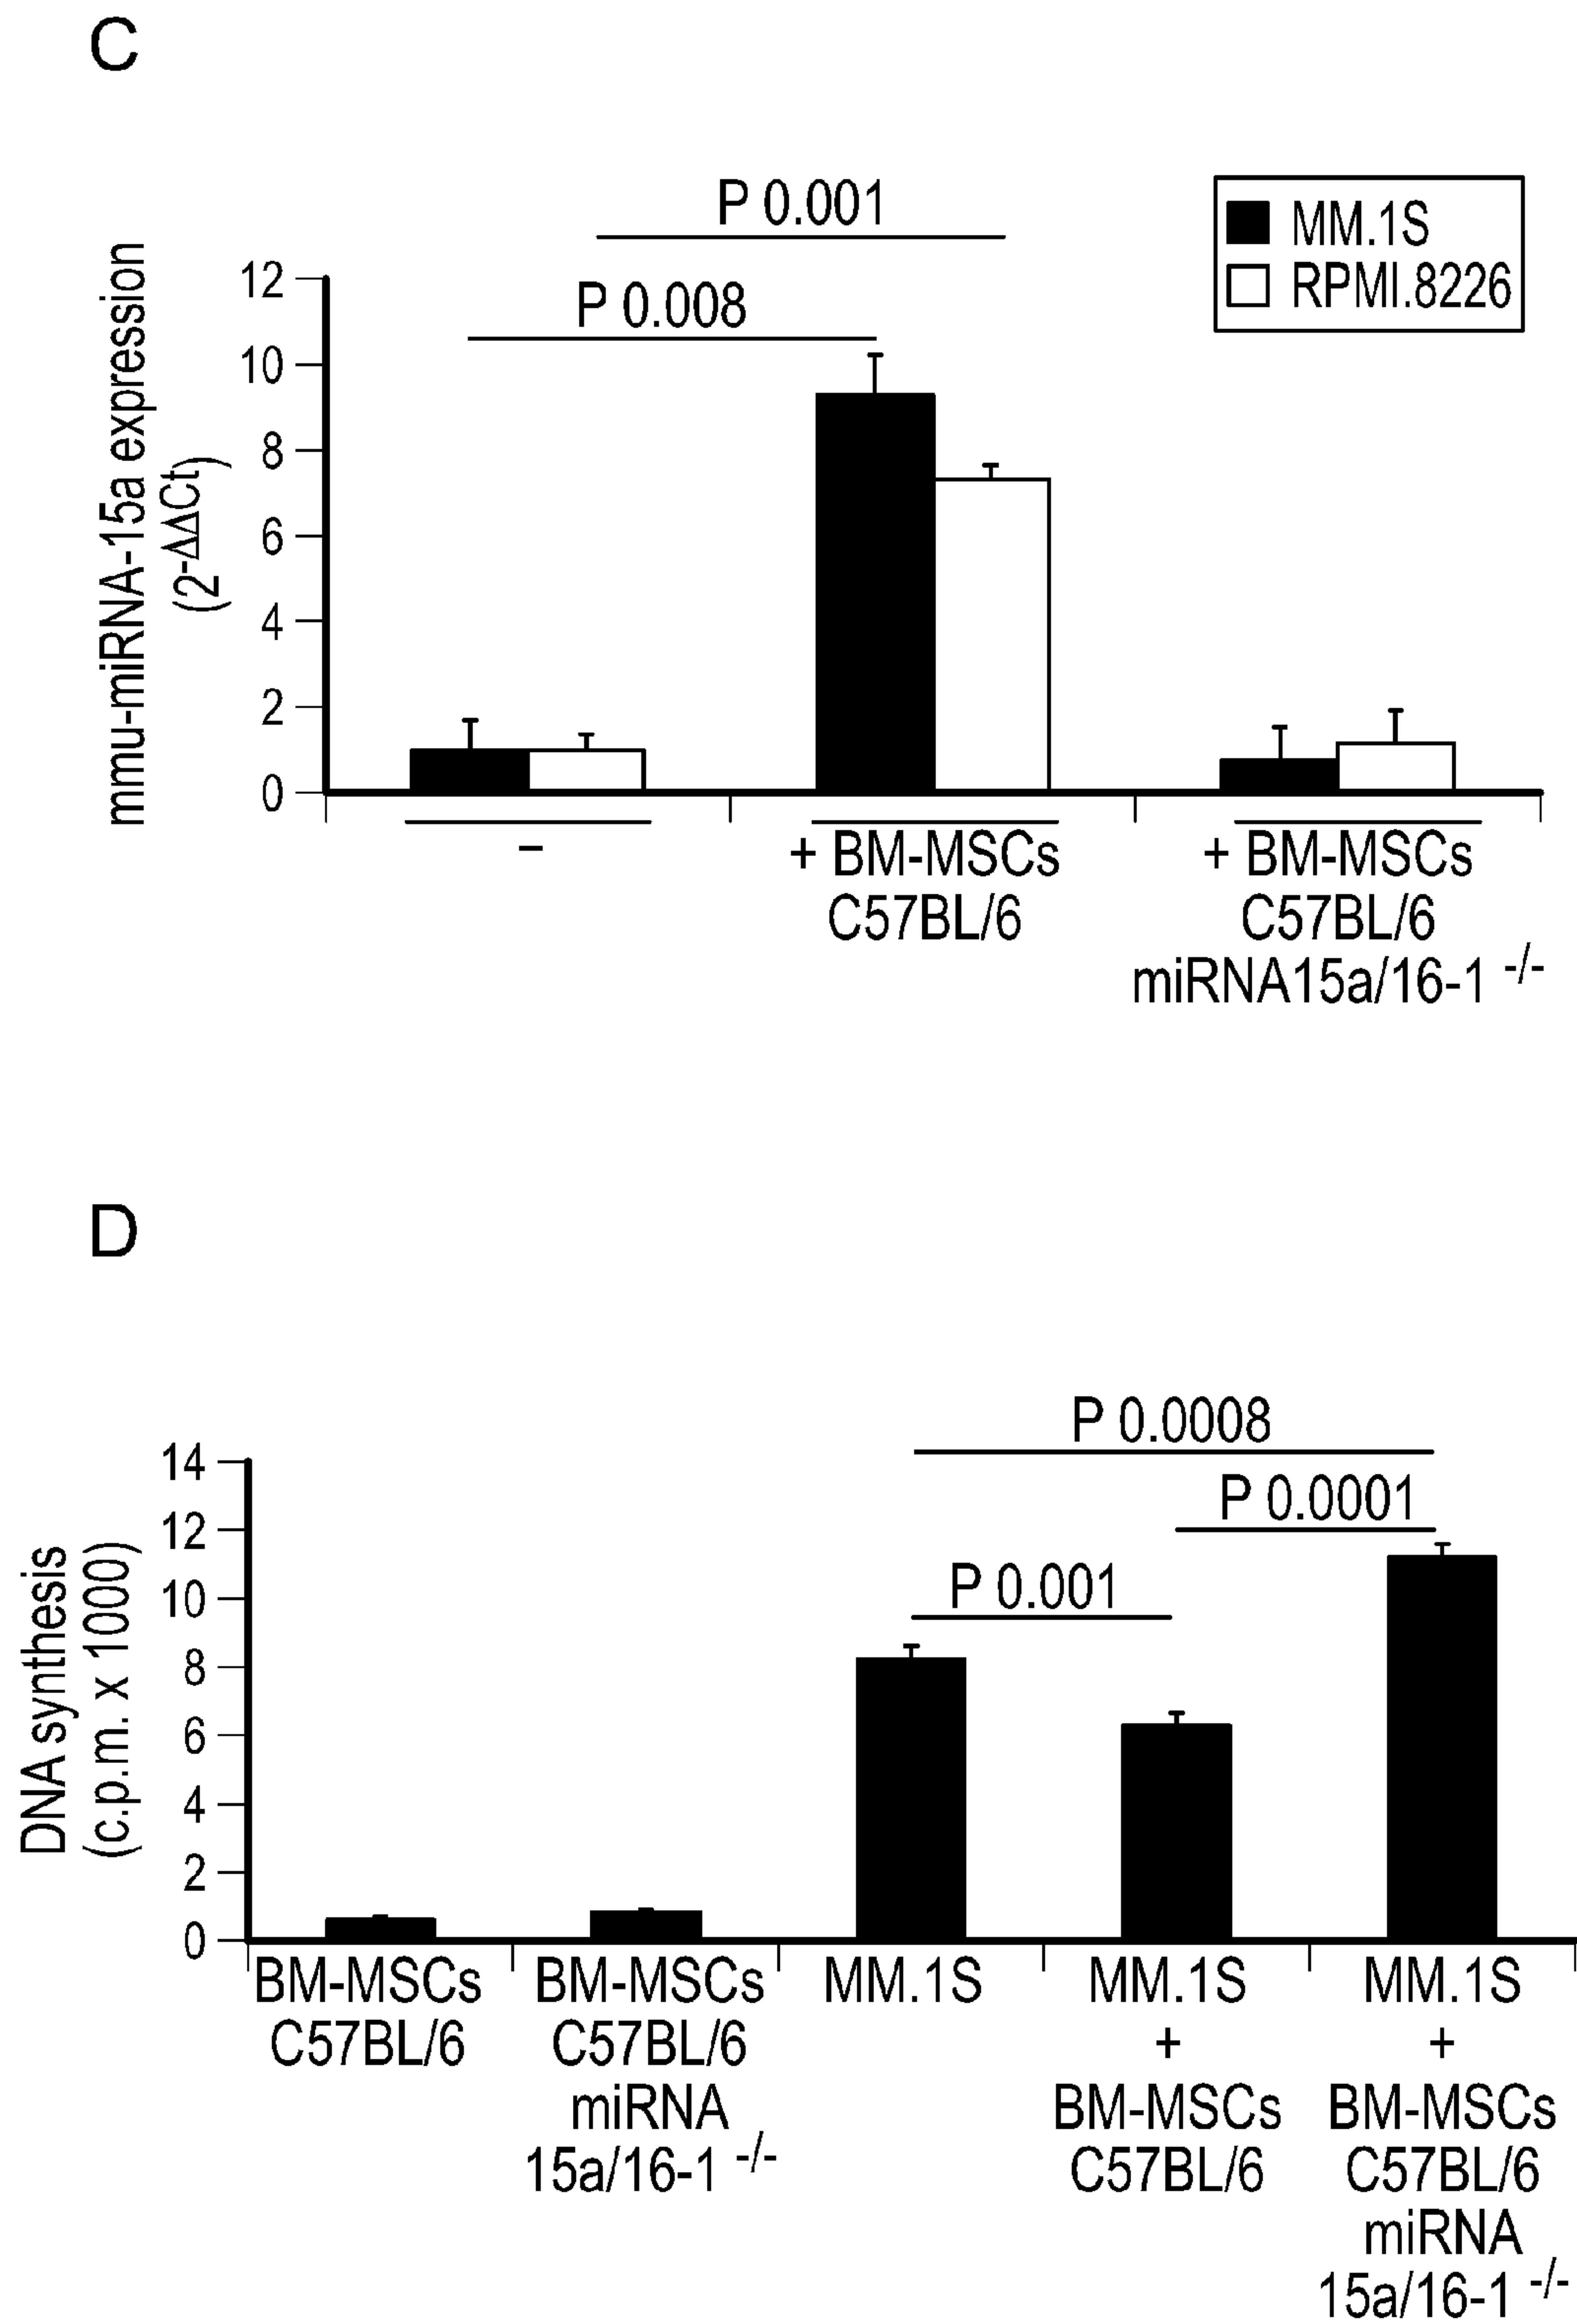 C
P 0.001
MM.1S
RPMI.8226
P 0.008
mmu-miRNA-15a expression
(2-ΔΔCt)
12
10
8
6
4
2
0
–
+ BM-MSCs
C57BL/6
+ BM-MSCs
C57BL/6
miRNA15a/16-1 -/-
D
P 0.0008
P 0.0001
P 0.001
DNA synthesis
(c.p.m. x 1000)
14
12
10
8
6
4
2
0
BM-MSCs
C57BL/6
BM-MSCs
C57BL/6
miRNA
15a/16-1 -/-
MM.1S
MM.1S
+
BM-MSCs
C57BL/6
MM.1S
+
BM-MSCs
C57BL/6
miRNA
15a/16-1 -/-